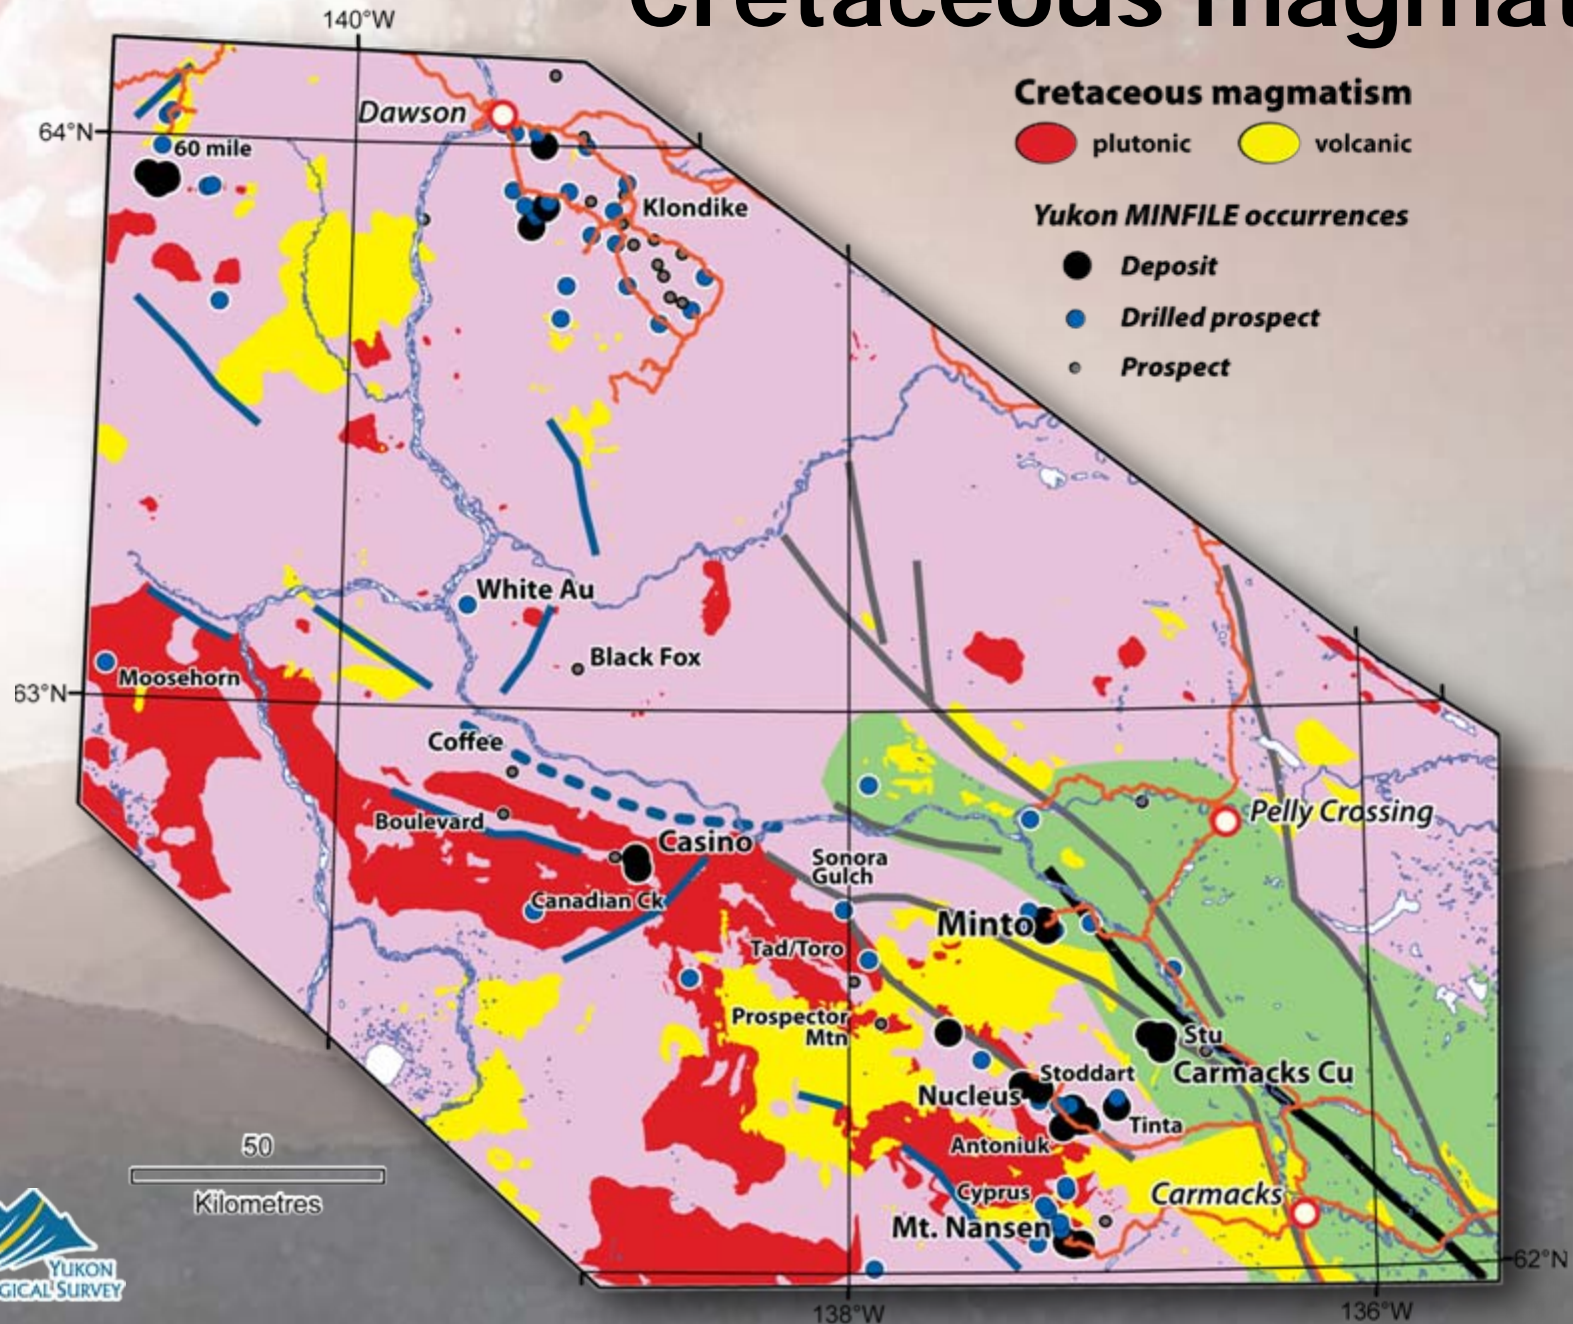 Cretaceous magmat
140°W
Cretaceous magmatism
plutonic
volcanic
Yukon MINFILE occurrences
Deposit
Drilled prospect
Prospect
Dawson
64°N
60 mile
Klondike
White Au
Black Fox
Moosehorn
63°N
Coffee
Boulevard
Casino
Canadian Ck
Sonora
Gulch
Pelly Crossing
Minto
Tad/Toro
Prospector
Mtn
Stu
Carmacks Cu
Stoddart
Nucleus
Tinta
Antoniuk
Cyprus
Carmacks
Mt. Nansen
50
Kilometres
YUKON
GICAL SURVEY
62°N
138°W
136°W